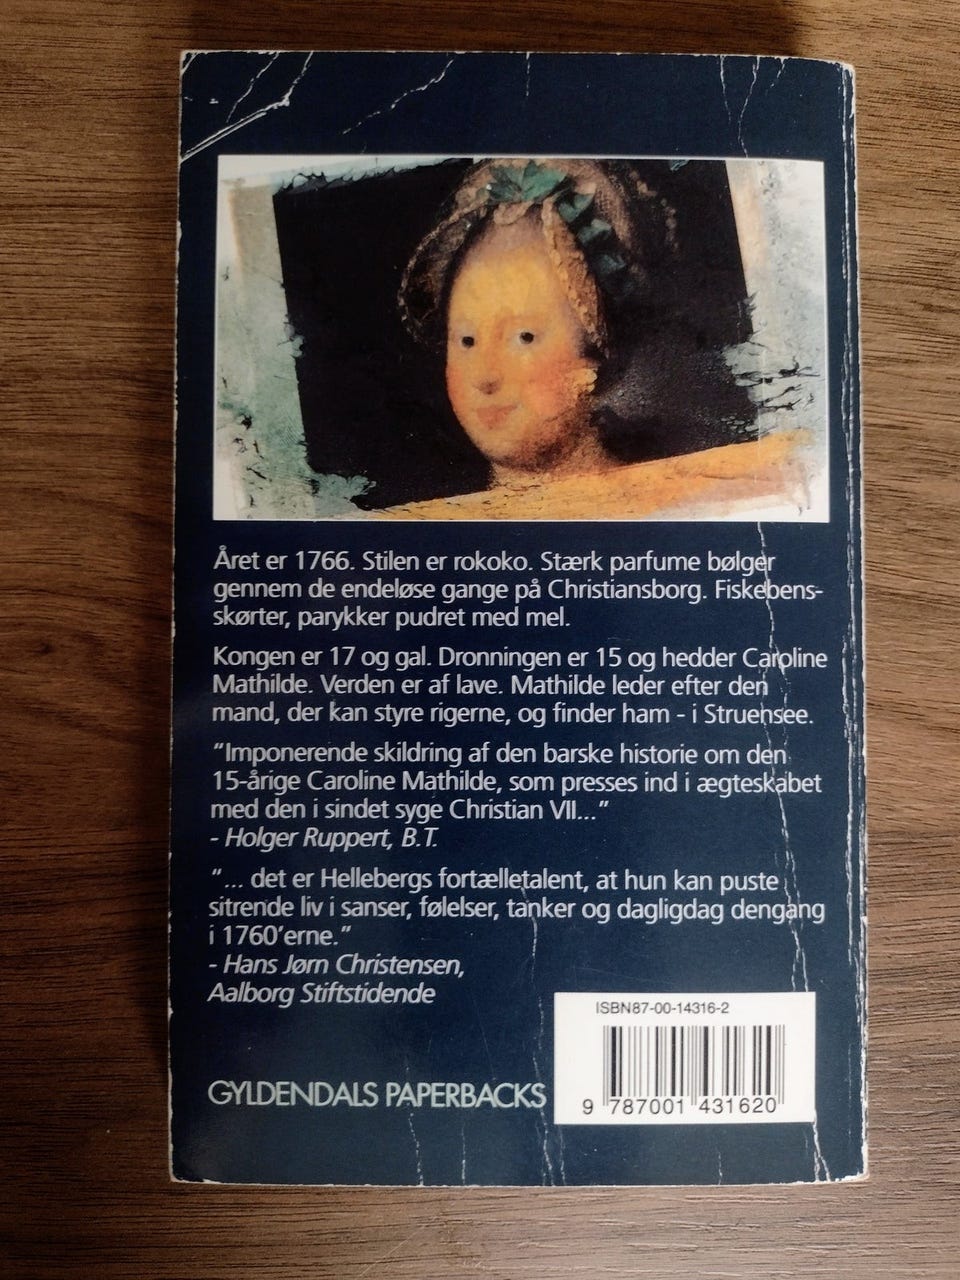 Året er 1766. Stilen er rokoko. Stærk parfume bølger
gennem de endeløse gange på Christiansborg. Fiskebens-
skørter, parykker pudret med mel.
Kongen er 17 og gal. Dronningen er 15 og hedder Caroline
Mathilde. Verden er af lave. Mathilde leder efter den
mand, der kan styre rigerne, og finder ham - i Struensee.
"Imponerende skildring af den barske historie om den
15-årige Caroline Mathilde, som presses ind i ægteskabet
med den i sindet syge Christian VII..."
- Holger Ruppert, B.T.
"... det er Hellebergs fortælletalent, at hun kan puste
sitrende liv i sanser, følelser, tanker og dagligdag dengang
i 1760'erne."
- Hans Jørn Christensen,
Aalborg Stiftstidende
ISBN87-00-14316-2
9 787001 431620
GYLDENDALS PAPERBACKS